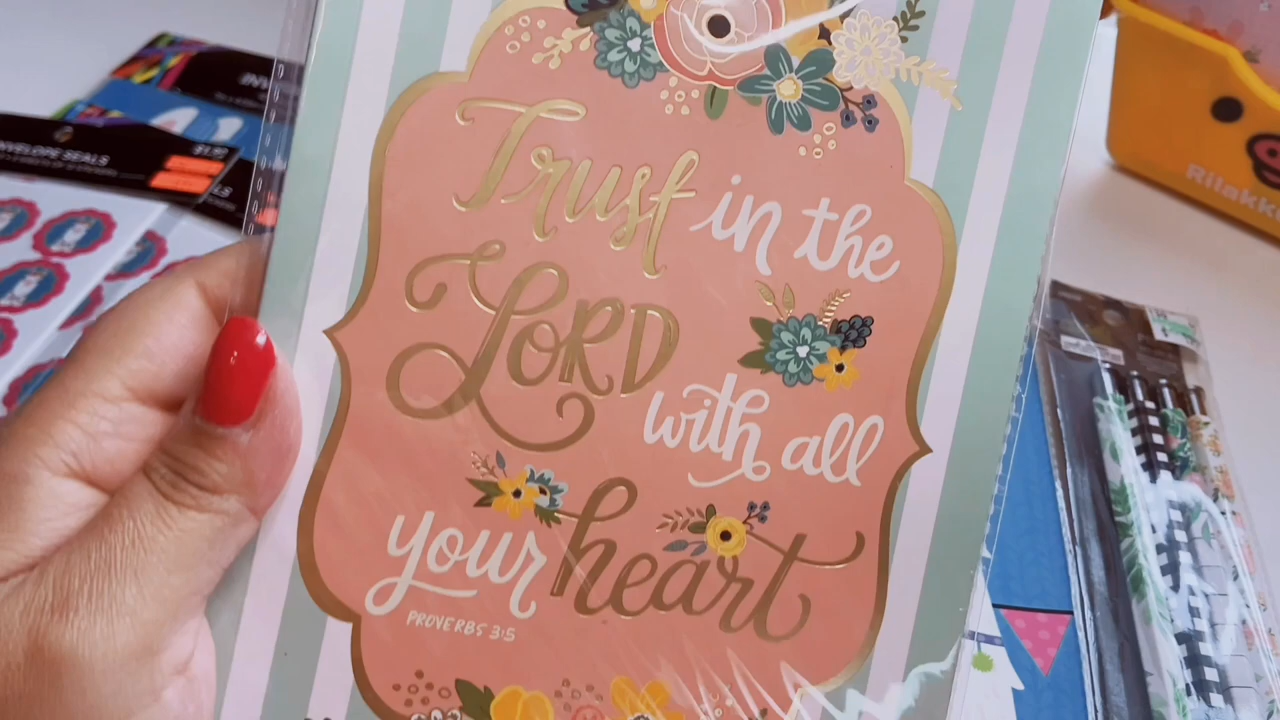 Trust in the
LORD
with all
your heart
PROVERBS 3:5
ENVELOPE SEALS
Rilakk